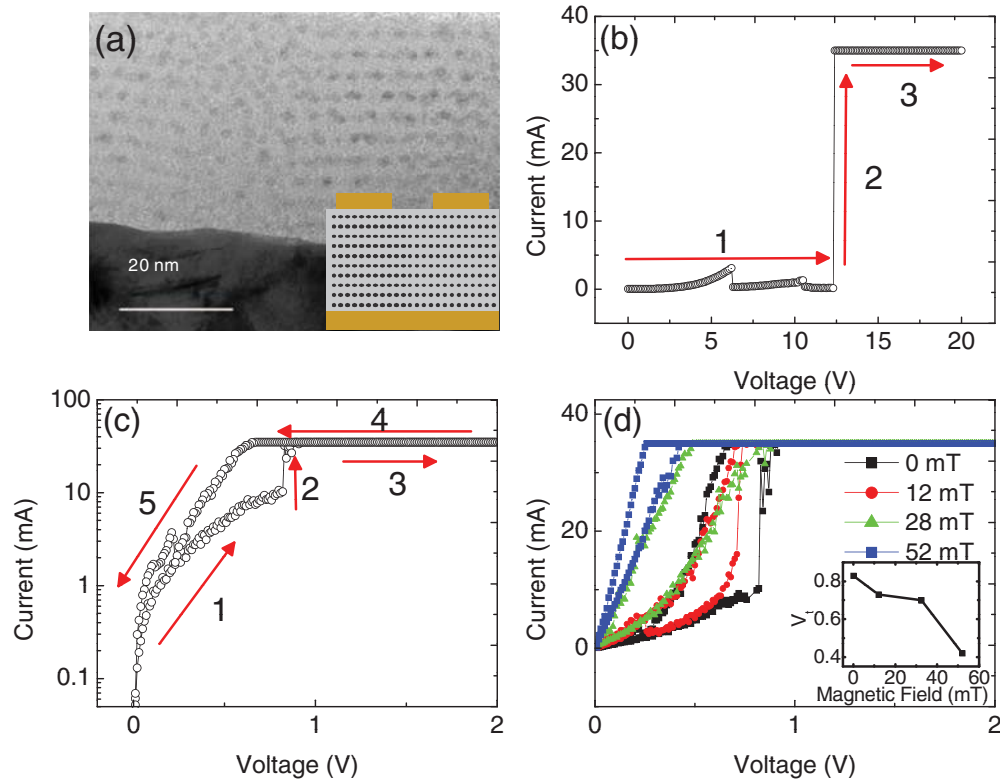 (a)
20 nm
(b)
40
30
20
10
0
Current (mA)
1
2
3
0 5 10 15 20
Voltage (V)
(c)
100
10
1
0.1
Current (mA)
4
3
2
5
1
0 1 2
Voltage (V)
(d)
40
20
0
Current (mA)
0 mT
12 mT
28 mT
52 mT
0.8
0.6
0.4
Vt
0 20 40 60
Magnetic Field (mT)
0 1 2
Voltage (V)